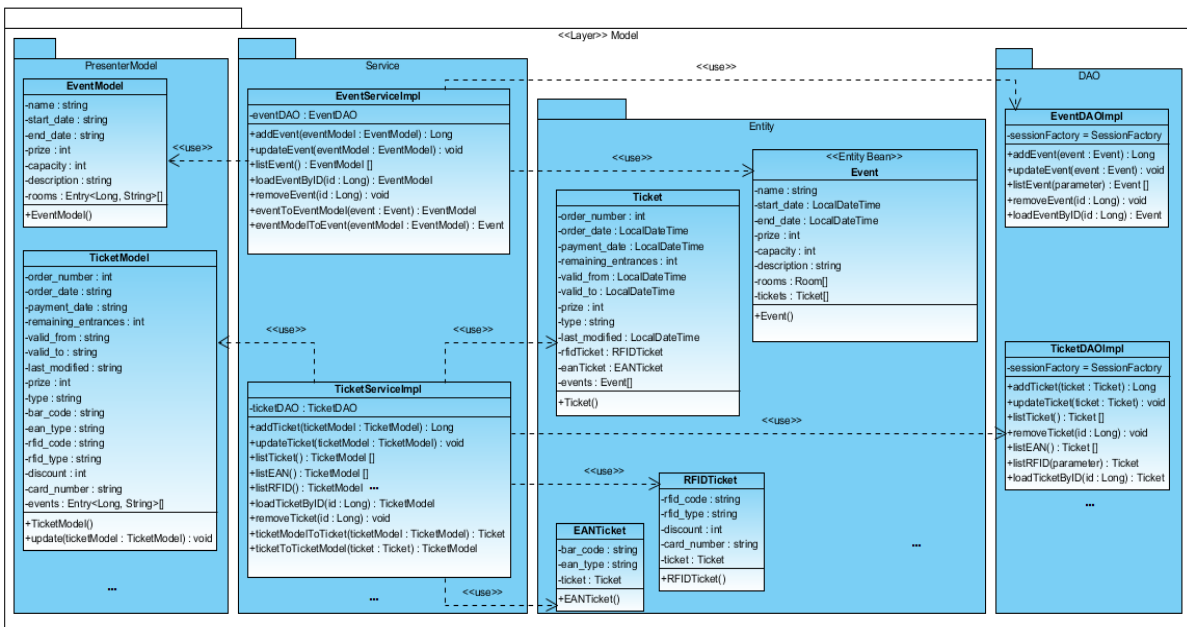 <<Layer>> Model
PresenterModel
EventModel
-name : string
-start_date : string
-end_date : string
-prize : int
-capacity : int
-description : string
-rooms : Entry<Long, String>[]
+EventModel()
TicketModel
-order_number : int
-order_date : string
-payment_date : string
-remaining_entrances : int
-valid_from : string
-valid_to : string
-last_modified : string
-prize : int
-type : string
-bar_code : string
-ean_type : string
-rfid_code : string
-rfid_type : string
-discount : int
-card_number : string
-events : Entry<Long, String>[]
+TicketModel()
+update(ticketModel : TicketModel) : void
...
<<use>>
<<use>>
Service
EventServiceImpl
-eventDAO : EventDAO
+addEvent(eventModel : EventModel) : Long
+updateEvent(eventModel : EventModel) : void
+listEvent() : EventModel []
+loadEventByID(id : Long) : EventModel
+removeEvent(id : Long) : void
+eventToEventModel(event : Event) : EventModel
+eventModelToEvent(eventModel : EventModel) : Event
TicketServiceImpl
-ticketDAO : TicketDAO
+addTicket(ticketModel : TicketModel) : Long
+updateTicket(ticketModel : TicketModel) : void
+listTicket() : TicketModel []
+listEAN() : TicketModel []
+listRFID() : TicketModel ...
+loadTicketByID(id : Long) : TicketModel
+removeTicket(id : Long) : void
+ticketModelToTicket(ticketModel : TicketModel) : Ticket
+ticketToTicketModel(ticket : Ticket) : TicketModel
...
<<use>>
<<use>>
<<use>>
<<use>>
<<use>>
<<use>>
Entity
Ticket
-order_number : int
-order_date : LocalDateTime
-payment_date : LocalDateTime
-remaining_entrances : int
-valid_from : LocalDateTime
-valid_to : LocalDateTime
-prize : int
-type : string
-last_modified : LocalDateTime
-rfidTicket : RFIDTicket
-eanTicket : EANTicket
-events : Event[]
+Ticket()
<<Entity Bean>>
Event
-name : string
-start_date : LocalDateTime
-end_date : LocalDateTime
-prize : int
-capacity : int
-description : string
-rooms : Room[]
-tickets : Ticket[]
+Event()
EANTicket
-bar_code : string
-ean_type : string
-ticket : Ticket
+EANTicket()
RFIDTicket
-rfid_code : string
-rfid_type : string
-discount : int
-card_number : string
-ticket : Ticket
+RFIDTicket()
...
DAO
EventDAOImpl
-sessionFactory = SessionFactory
+addEvent(event : Event) : Long
+updateEvent(event : Event) : void
+listEvent(parameter) : Event []
+removeEvent(id : Long) : void
+loadEventByID(id : Long) : Event
TicketDAOImpl
-sessionFactory = SessionFactory
+addTicket(ticket : Ticket) : Long
+updateTicket(ticket : Ticket) : void
+listTicket() : Ticket []
+removeTicket(id : Long) : void
+listEAN() : Ticket []
+listRFID(parameter) : Ticket
+loadTicketByID(id : Long) : Ticket
...